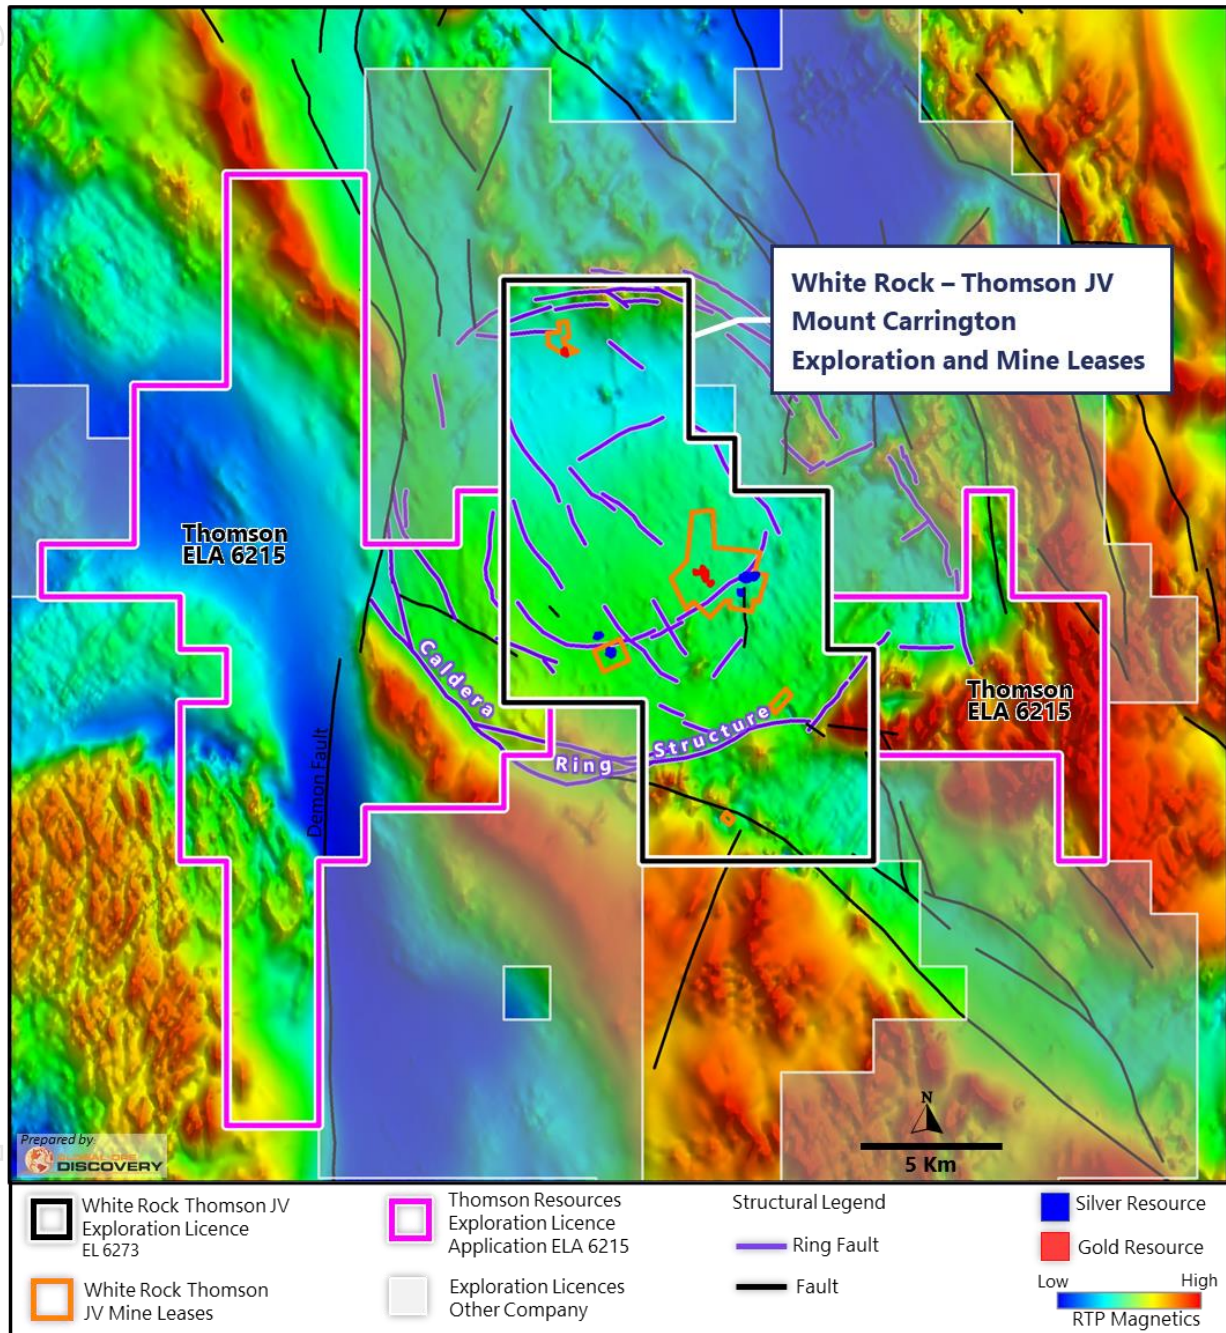 White Rock – Thomson JV
Mount Carrington
Exploration and Mine Leases
Thomson
ELA 6215
Caldera
Ring
Structure
Thomson
ELA 6215
Demon Fault
N
5 Km
Prepared by:
GLOBAL ORE
DISCOVERY
White Rock Thomson JV
Exploration Licence
EL 6273
White Rock Thomson
JV Mine Leases
Thomson Resources
Exploration Licence
Application ELA 6215
Exploration Licences
Other Company
Structural Legend
Ring Fault
Fault
Silver Resource
Gold Resource
Low High
RTP Magnetics